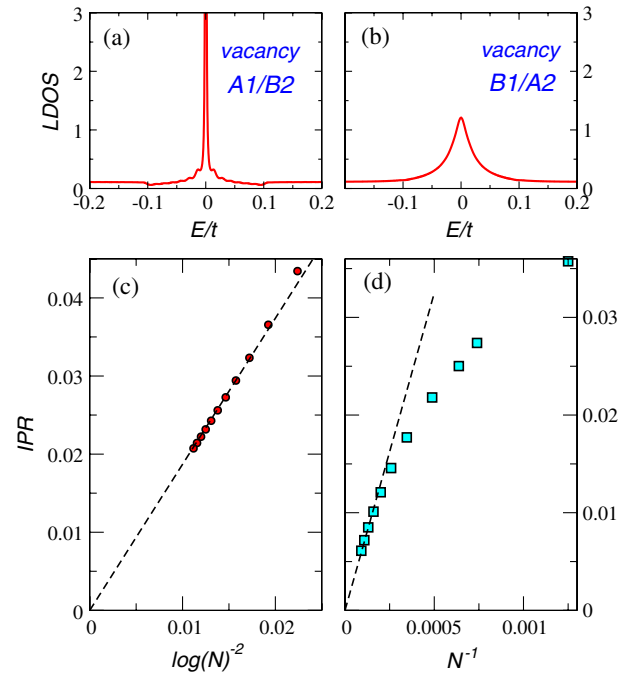 (a)
vacancy
A1/B2
(b)
vacancy
B1/A2
LDOS
3
2
1
0
3
2
1
0
-0.2
-0.1
0
0.1
0.2
-0.2
-0.1
0
0.1
0.2
E/t
E/t
(c)
(d)
IPR
0.04
0.03
0.02
0.01
0
0.03
0.02
0.01
0
0
0.01
0.02
0
0.0005
0.001
log(N)⁻²
N⁻¹